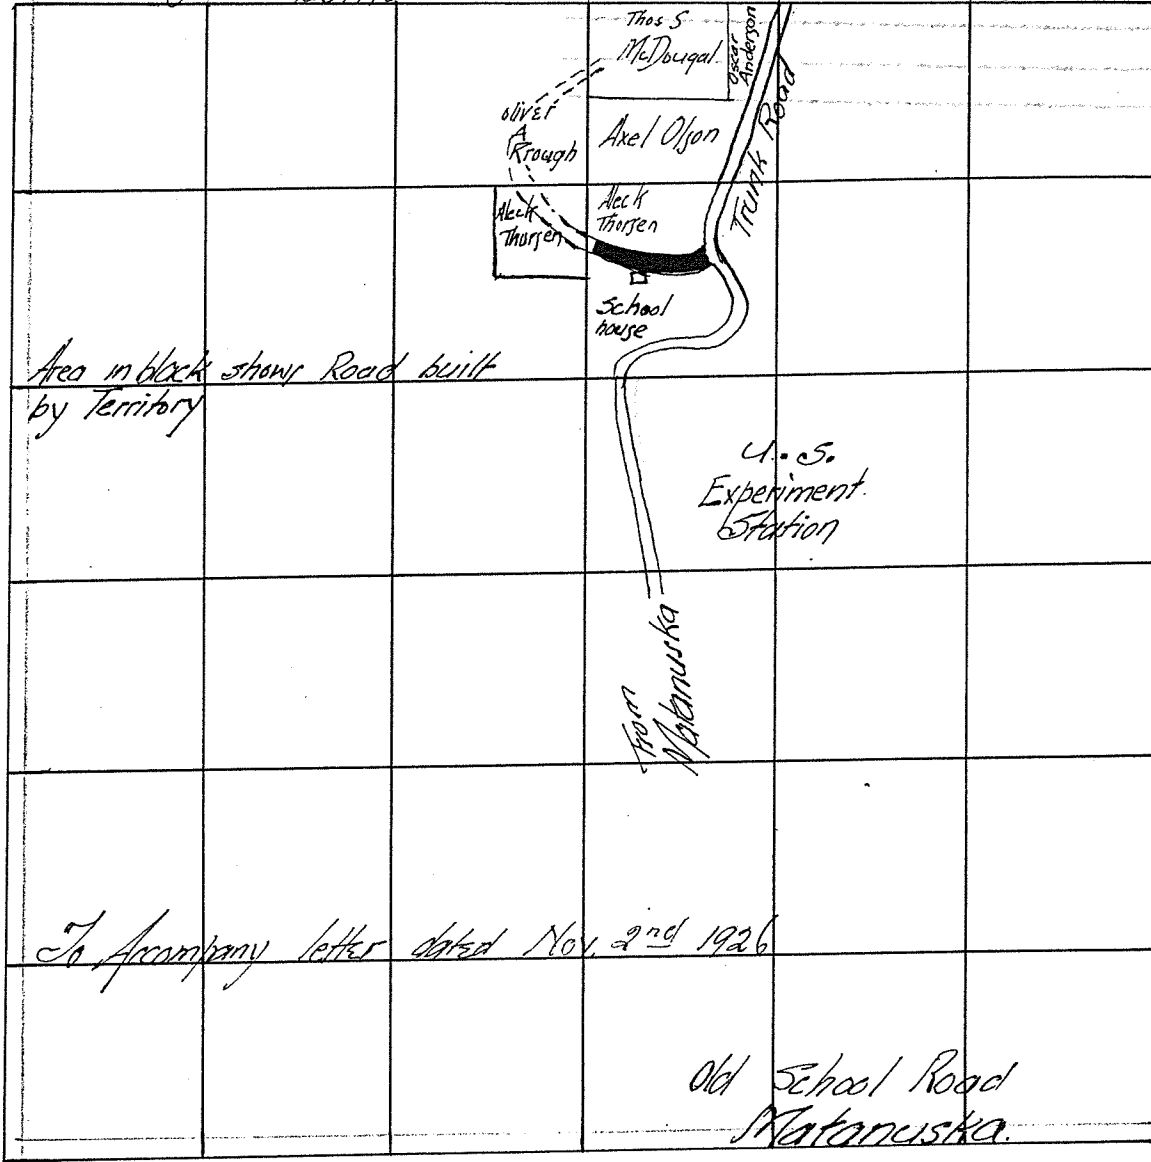 Thos S
McDougal
Oscar
Anderson
Oliver
A
Krough
Axel Olson
Trunk Road
Aleck
Thorsen
Aleck
Thorsen
School
house
Area in black shows Road built
by Territory
U.S.
Experiment
Station
From
Matanuska
To Accompany letter dated Nov. 2nd 1926
Old School Road
Matanuska.